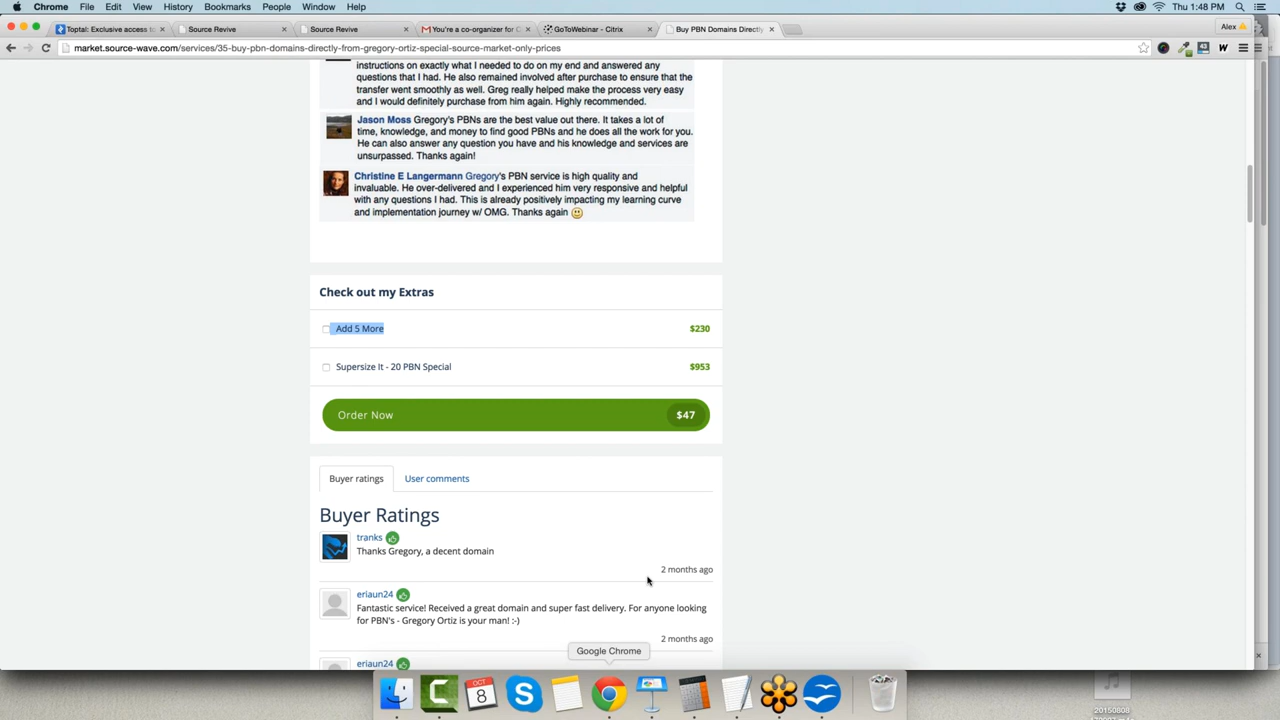 Chrome File Edit View History Bookmarks People Window Help Thu 1:48 PM
Toptal: Exclusive access to Source Revive Source Revive You're a co-organizer for C GoToWebinar - Citrix Buy PBN Domains Directly Alex
market.source-wave.com/services/35-buy-pbn-domains-directly-from-gregory-ortiz-special-source-market-only-prices
instructions on exactly what I needed to do on my end and answered any
questions that I had. He also remained involved after purchase to ensure that the
transfer went smoothly as well. Greg really helped make the process very easy
and I would definitely purchase from him again. Highly recommended.
Jason Moss Gregory's PBNs are the best value out there. It takes a lot of
time, knowledge, and money to find good PBNs and he does all the work for you.
He can also answer any question you have and his knowledge and services are
unsurpassed. Thanks again!
Christine E Langermann Gregory's PBN service is high quality and
invaluable. He over-delivered and I experienced him very responsive and helpful
with any questions I had. This is already positively impacting my learning curve
and implementation journey w/ OMG. Thanks again
Check out my Extras
Add 5 More $230
Supersize It - 20 PBN Special $953
Order Now $47
Buyer ratings User comments
Buyer Ratings
tranks
Thanks Gregory, a decent domain
2 months ago
eriaun24
Fantastic service! Received a great domain and super fast delivery. For anyone looking
for PBN's - Gregory Ortiz is your man! :-)
2 months ago
eriaun24
Google Chrome
OCT
8
20150808